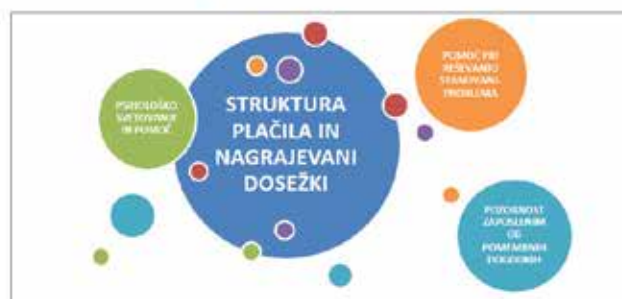 STRUKTURA
PLAČILA IN
NAGRAJEVANI
DOSEŽKI
PSIHOLOŠKO
SVETOVANJE
IN POMOČ
POMOČ PRI
REŠEVANJU
STANOVANJ.
PROBLEMA
POZORNOST
ZAPOSLENIM
OB
POMEMBNIH
DOGODKIH